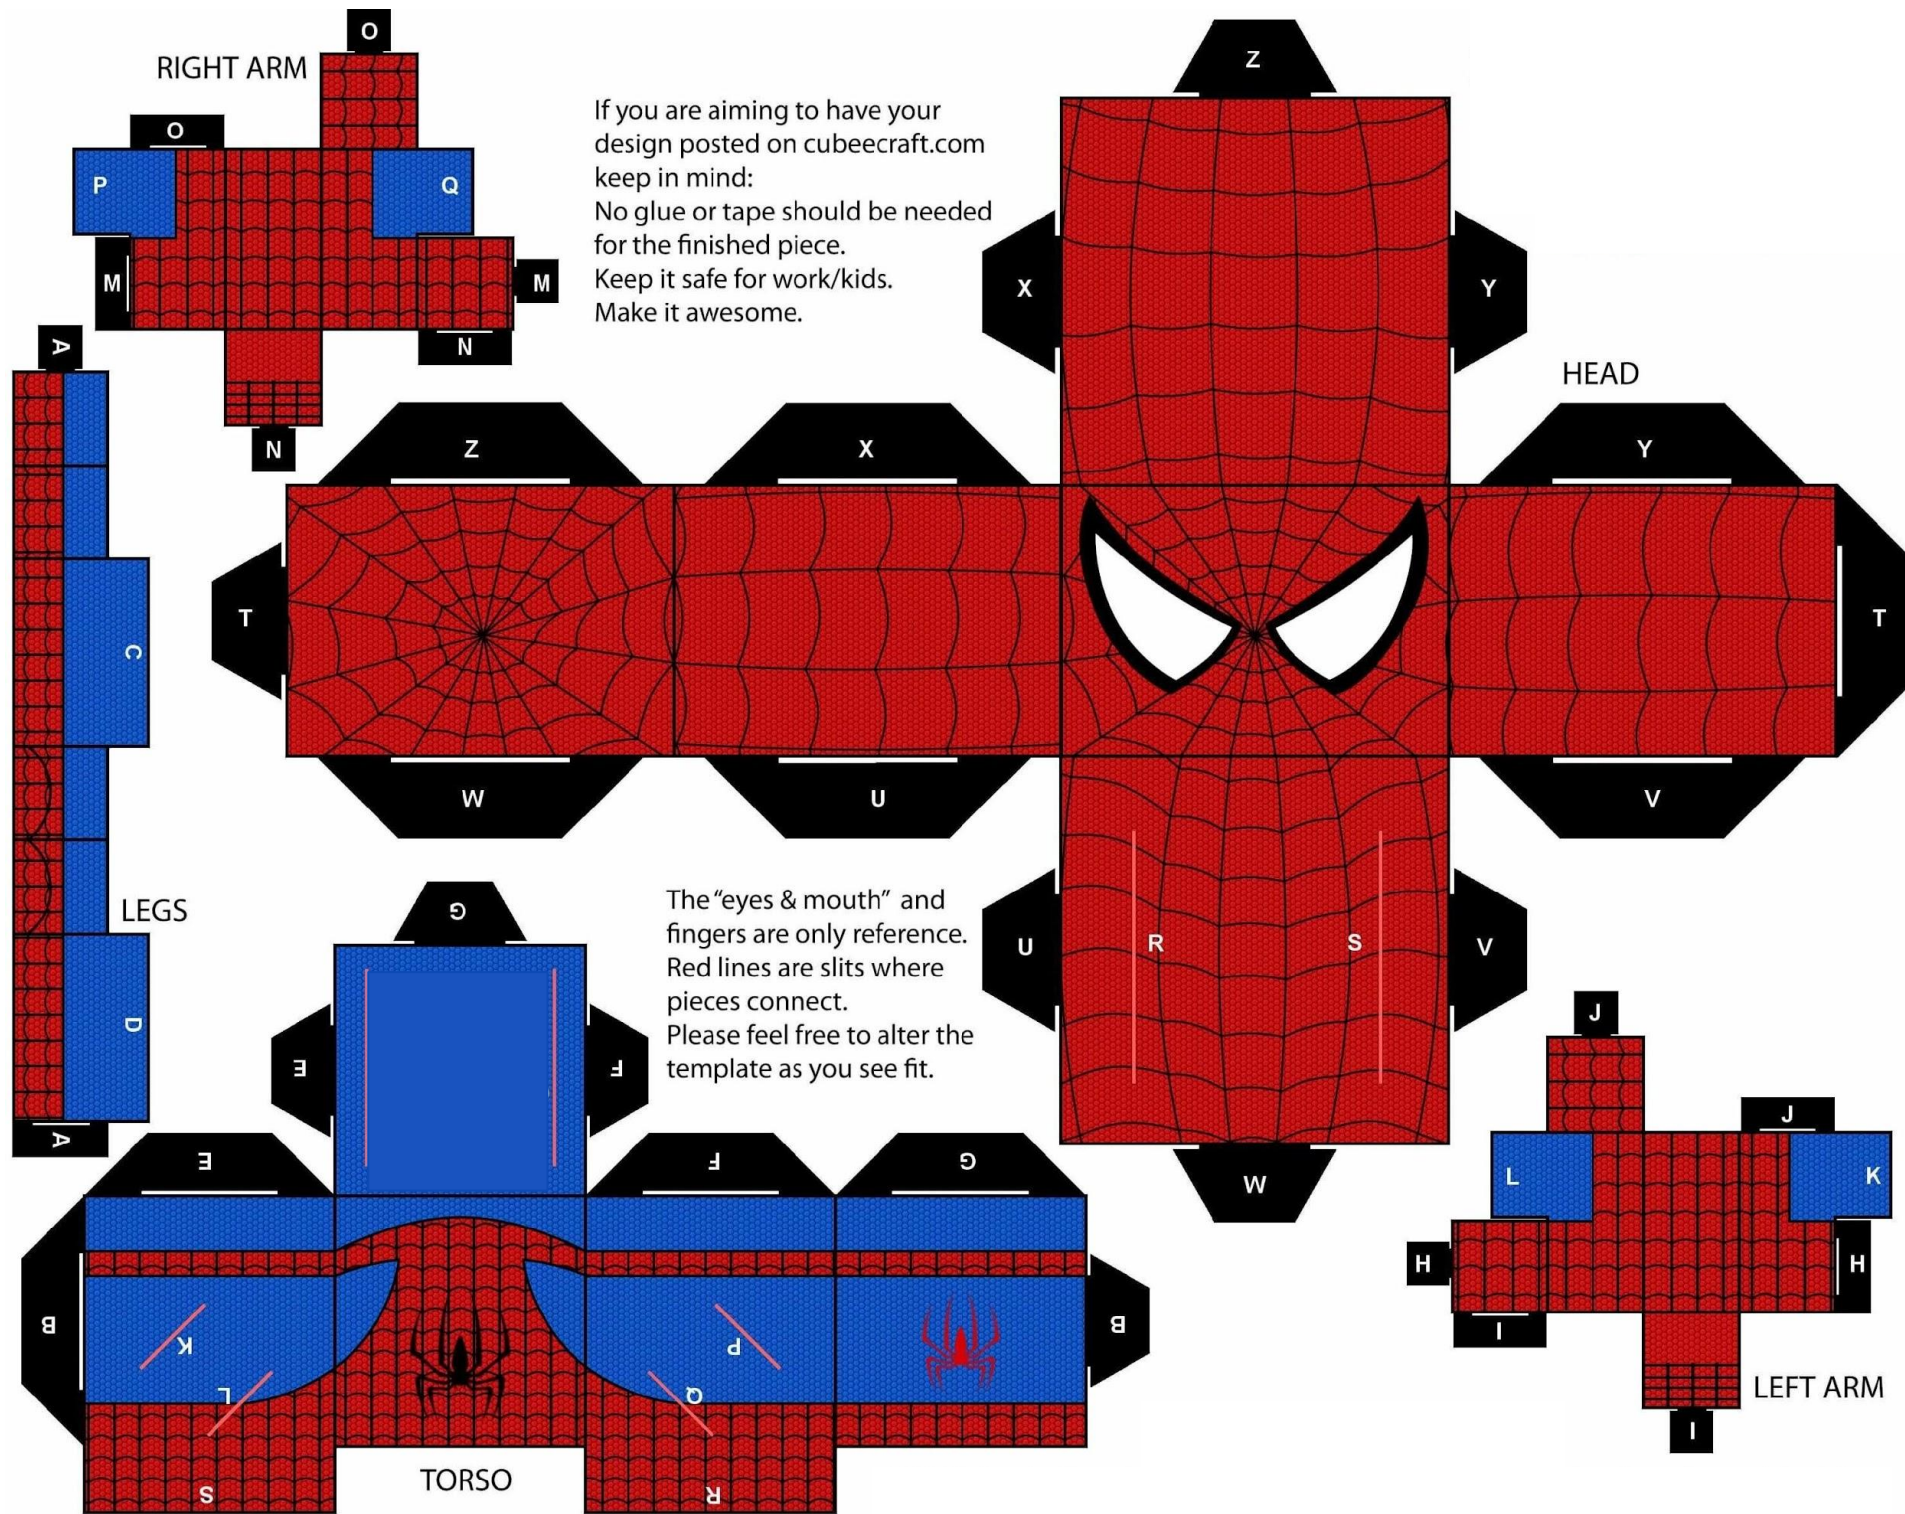 O
RIGHT ARM
O
P
Q
M
M
N
N
If you are aiming to have your
design posted on cubeecraft.com
keep in mind:
No glue or tape should be needed
for the finished piece.
Keep it safe for work/kids.
Make it awesome.
Z
X
Y
HEAD
Z
X
Y
T
T
W
U
V
U
R
S
V
W
A
C
D
A
LEGS
The “eyes & mouth” and
fingers are only reference.
Red lines are slits where
pieces connect.
Please feel free to alter the
template as you see fit.
G
E
F
E
F
G
B
K
L
P
Q
B
S
R
TORSO
J
J
L
K
H
H
I
I
LEFT ARM